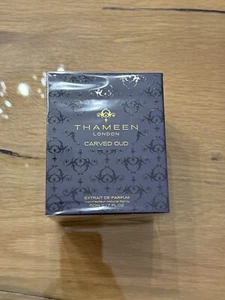 THAMEEN
LONDON
CARVED OUD
EXTRAIT DE PARFUM